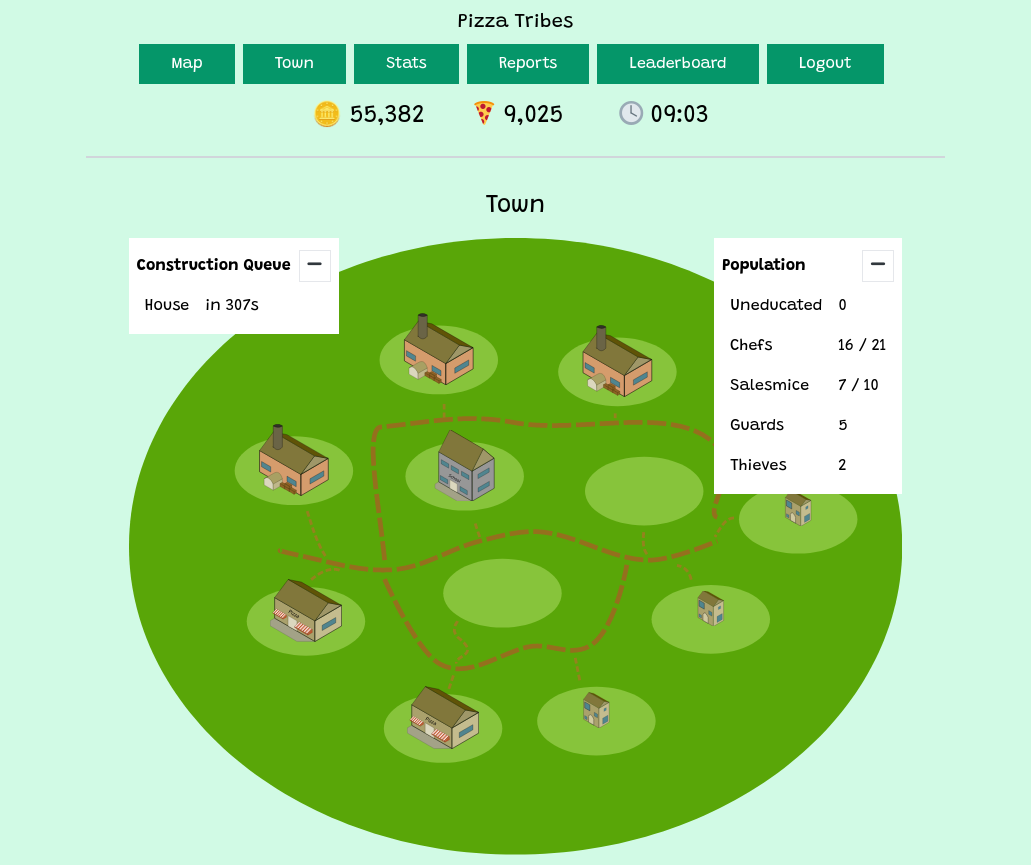 Pizza Tribes
Map Town Stats Reports Leaderboard Logout
55,382 9,025 09:03
Town
Construction Queue
House in 307s
Population
Uneducated 0
Chefs 16 / 21
Salesmice 7 / 10
Guards 5
Thieves 2